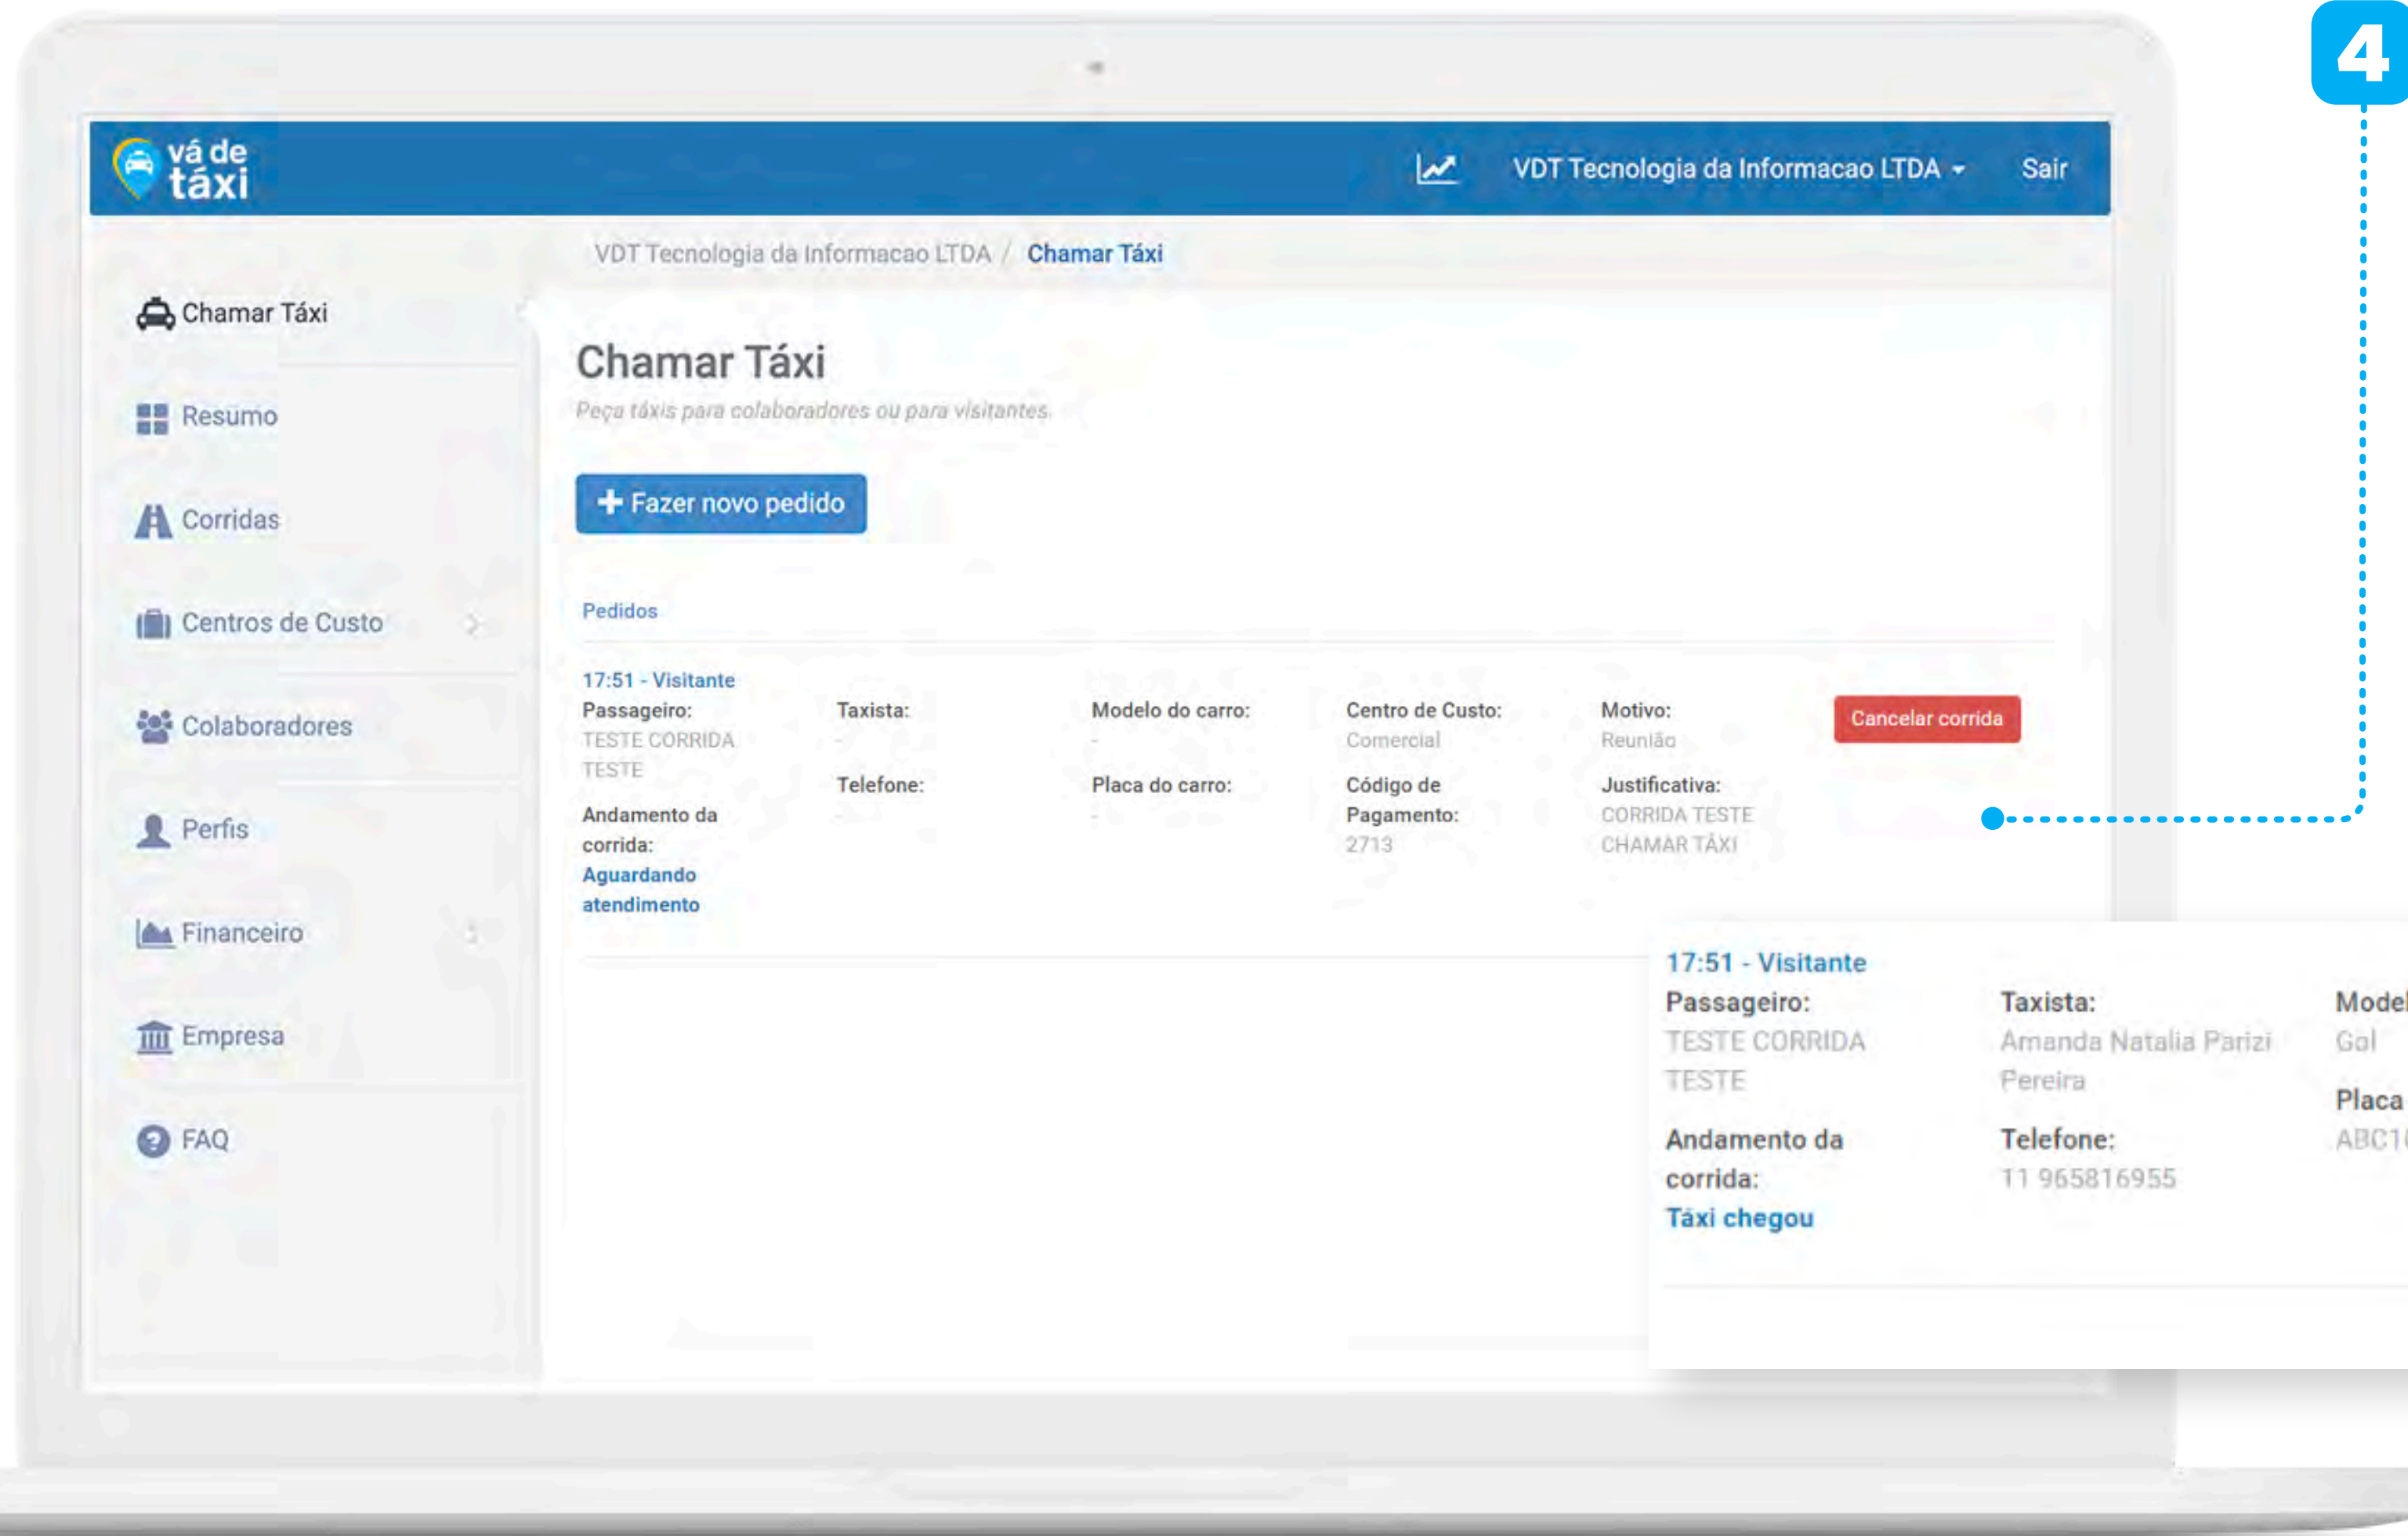 4
vá de
táxi
VDT Tecnologia da Informacao LTDA
Sair
VDT Tecnologia da Informacao LTDA / Chamar Táxi
Chamar Táxi
Resumo
Corridas
Centros de Custo
Colaboradores
Perfis
Financeiro
Empresa
FAQ
Chamar Táxi
Peça táxis para colaboradores ou para visitantes.
+ Fazer novo pedido
Pedidos
17:51 - Visitante
Passageiro:
TESTE CORRIDA
TESTE
Andamento da
corrida:
Aguardando
atendimento
Taxista:
-
Telefone:
-
Modelo do carro:
-
Placa do carro:
-
Centro de Custo:
Comercial
Código de
Pagamento:
2713
Motivo:
Reunião
Justificativa:
CORRIDA TESTE
CHAMAR TÁXI
Cancelar corrida
17:51 - Visitante
Passageiro:
TESTE CORRIDA
TESTE
Andamento da
corrida:
Táxi chegou
Taxista:
Amanda Natalia Parizi
Pereira
Telefone:
11 965816955
Gol
Placa